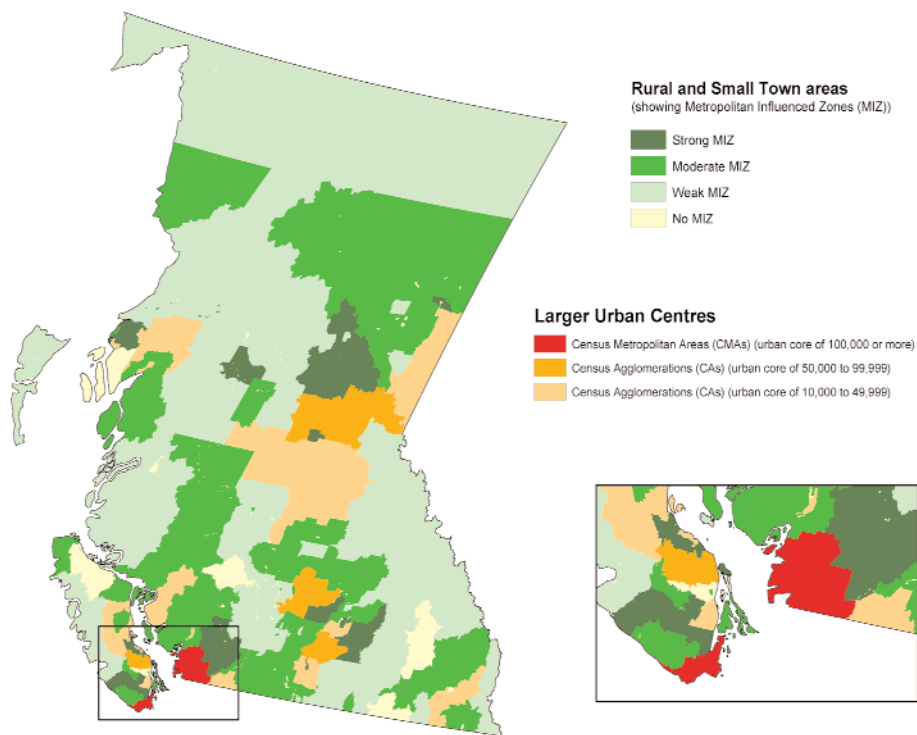 Rural and Small Town areas
(showing Metropolitan Influenced Zones (MIZ))
Strong MIZ
Moderate MIZ
Weak MIZ
No MIZ
Larger Urban Centres
Census Metropolitan Areas (CMAs) (urban core of 100,000 or more)
Census Agglomerations (CAs) (urban core of 50,000 to 99,999)
Census Agglomerations (CAs) (urban core of 10,000 to 49,999)